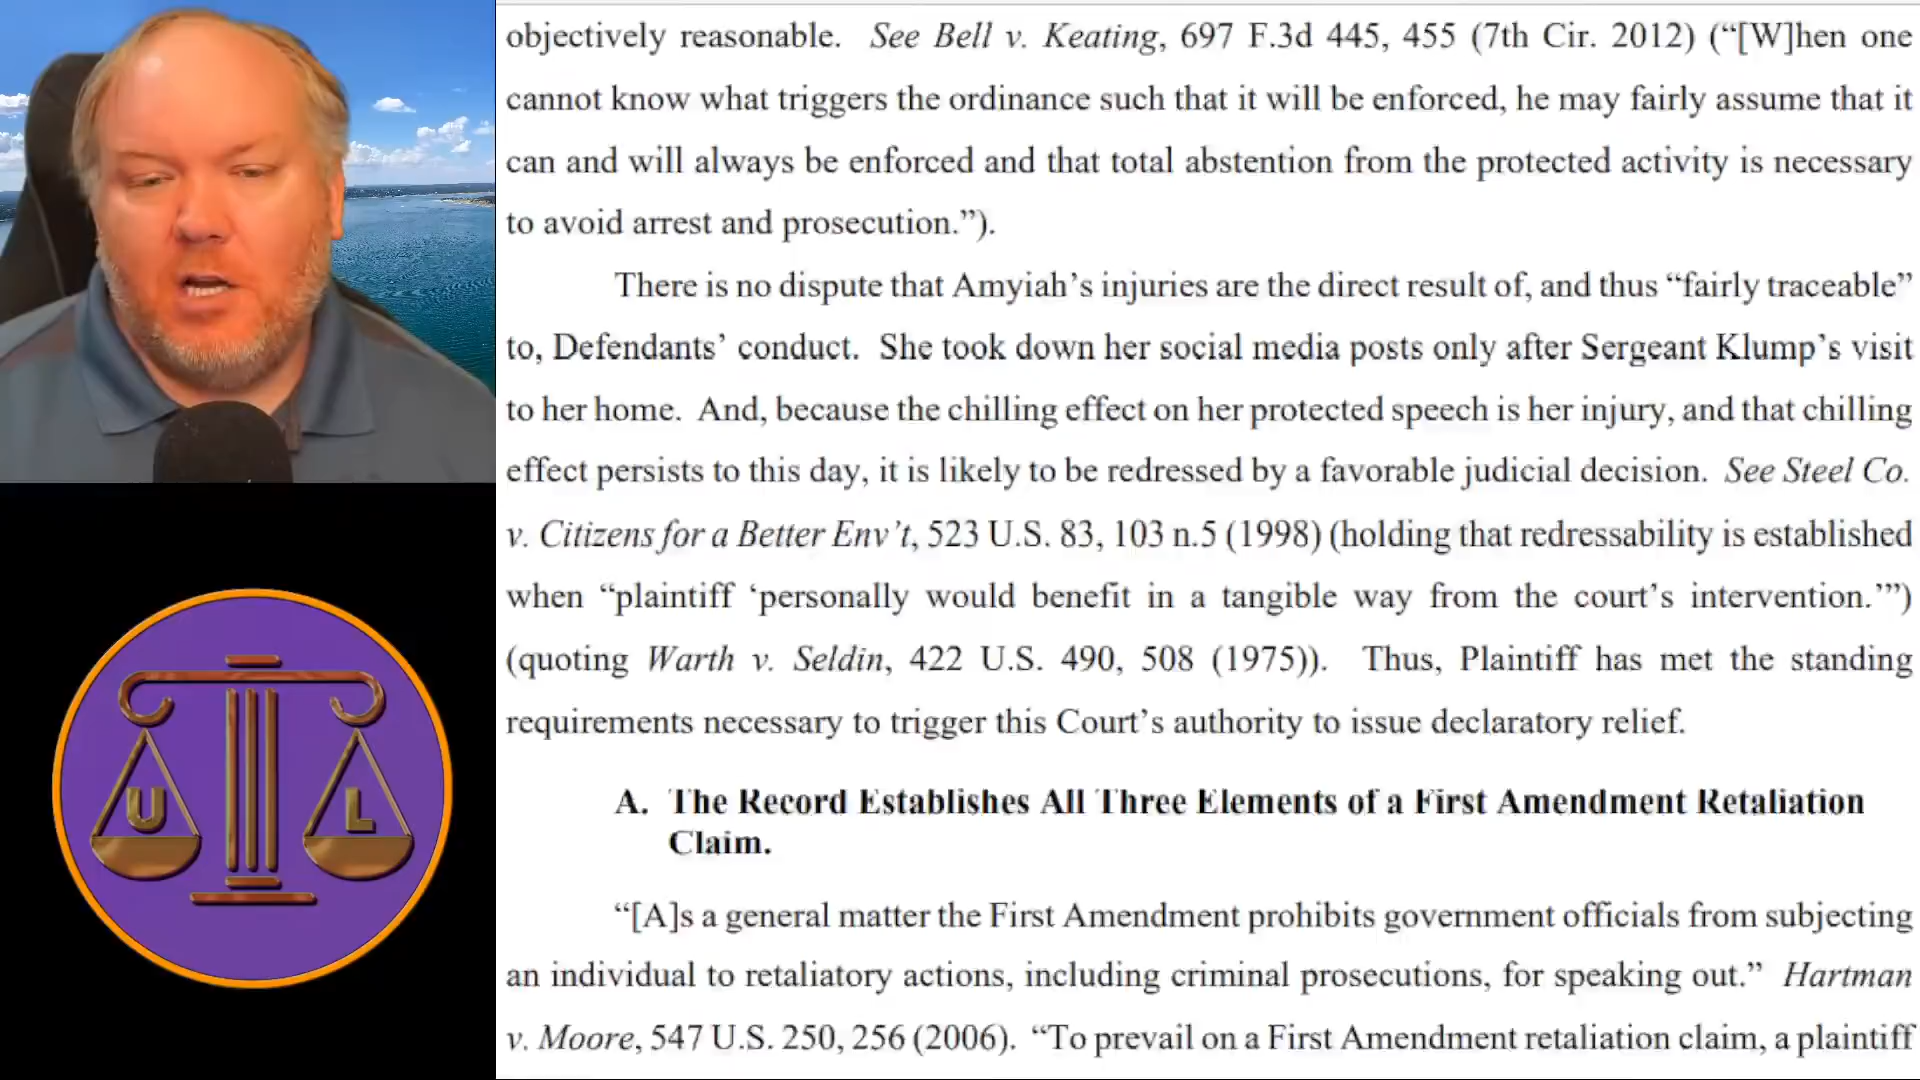 objectively reasonable. See Bell v. Keating, 697 F.3d 445, 455 (7th Cir. 2012) (“[W]hen one
cannot know what triggers the ordinance such that it will be enforced, he may fairly assume that it
can and will always be enforced and that total abstention from the protected activity is necessary
to avoid arrest and prosecution.”).
There is no dispute that Amyiah’s injuries are the direct result of, and thus “fairly traceable”
to, Defendants’ conduct. She took down her social media posts only after Sergeant Klump’s visit
to her home. And, because the chilling effect on her protected speech is her injury, and that chilling
effect persists to this day, it is likely to be redressed by a favorable judicial decision. See Steel Co.
v. Citizens for a Better Env’t, 523 U.S. 83, 103 n.5 (1998) (holding that redressability is established
when “plaintiff ‘personally would benefit in a tangible way from the court’s intervention.’”)
(quoting Warth v. Seldin, 422 U.S. 490, 508 (1975)). Thus, Plaintiff has met the standing
requirements necessary to trigger this Court’s authority to issue declaratory relief.
A. The Record Establishes All Three Elements of a First Amendment Retaliation
Claim.
“[A]s a general matter the First Amendment prohibits government officials from subjecting
an individual to retaliatory actions, including criminal prosecutions, for speaking out.” Hartman
v. Moore, 547 U.S. 250, 256 (2006). “To prevail on a First Amendment retaliation claim, a plaintiff
U L